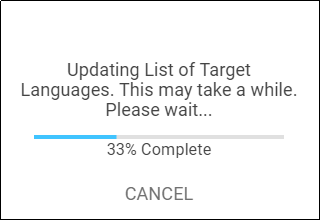 Updating List of Target
Languages. This may take a while.
Please wait...
33% Complete
CANCEL